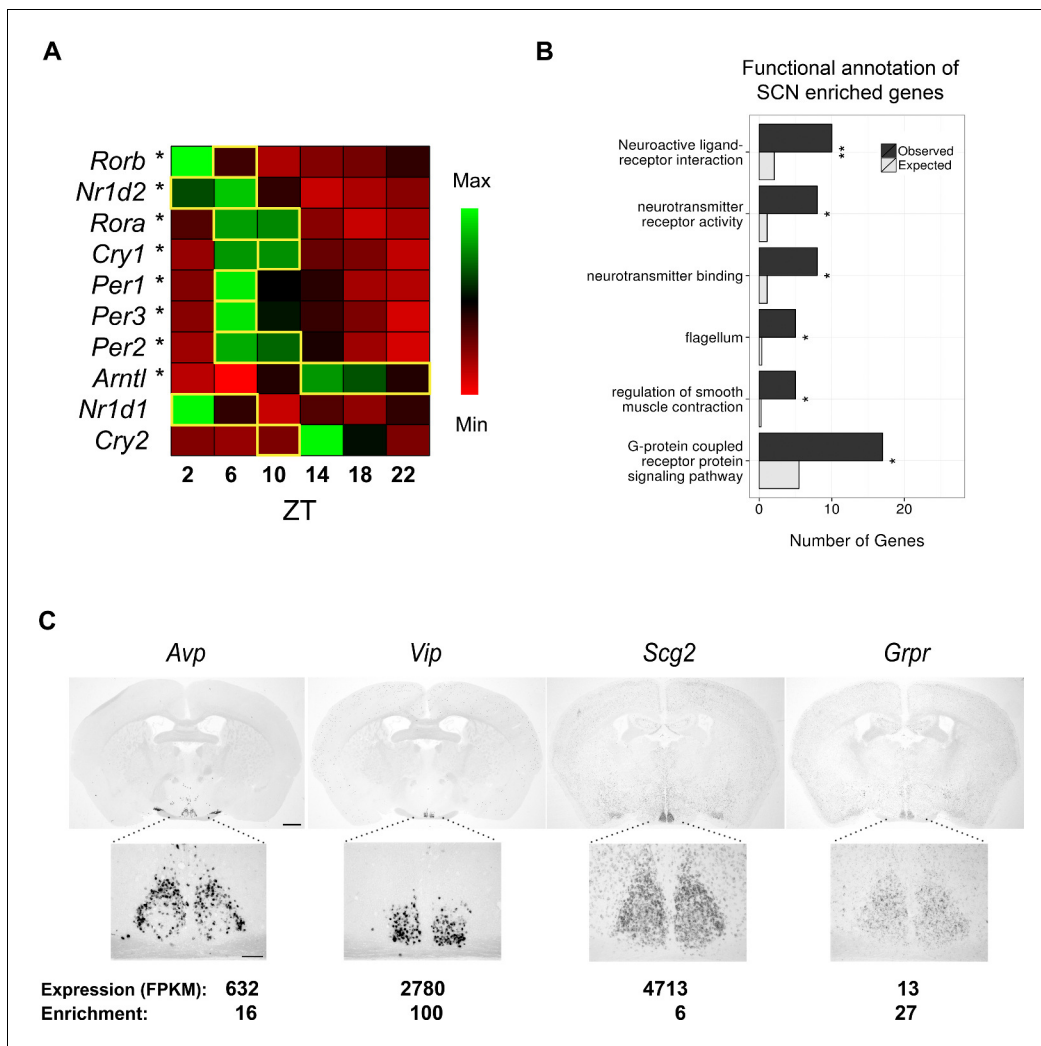 A
Rorb *
Nr1d2 *
Rora *
Cry1 *
Per1 *
Per3 *
Per2 *
Arntl *
Nr1d1
Cry2
2 6 10 14 18 22
ZT
Max
Min
B
Functional annotation of
SCN enriched genes
Neuroactive ligand-
receptor interaction
**
neurotransmitter
receptor activity
*
neurotransmitter binding
*
flagellum
*
regulation of smooth
muscle contraction
*
G-protein coupled
receptor protein
signaling pathway
*
Observed
Expected
0 10 20
Number of Genes
C
Avp Vip Scg2 Grpr
Expression (FPKM): 632 2780 4713 13
Enrichment: 16 100 6 27